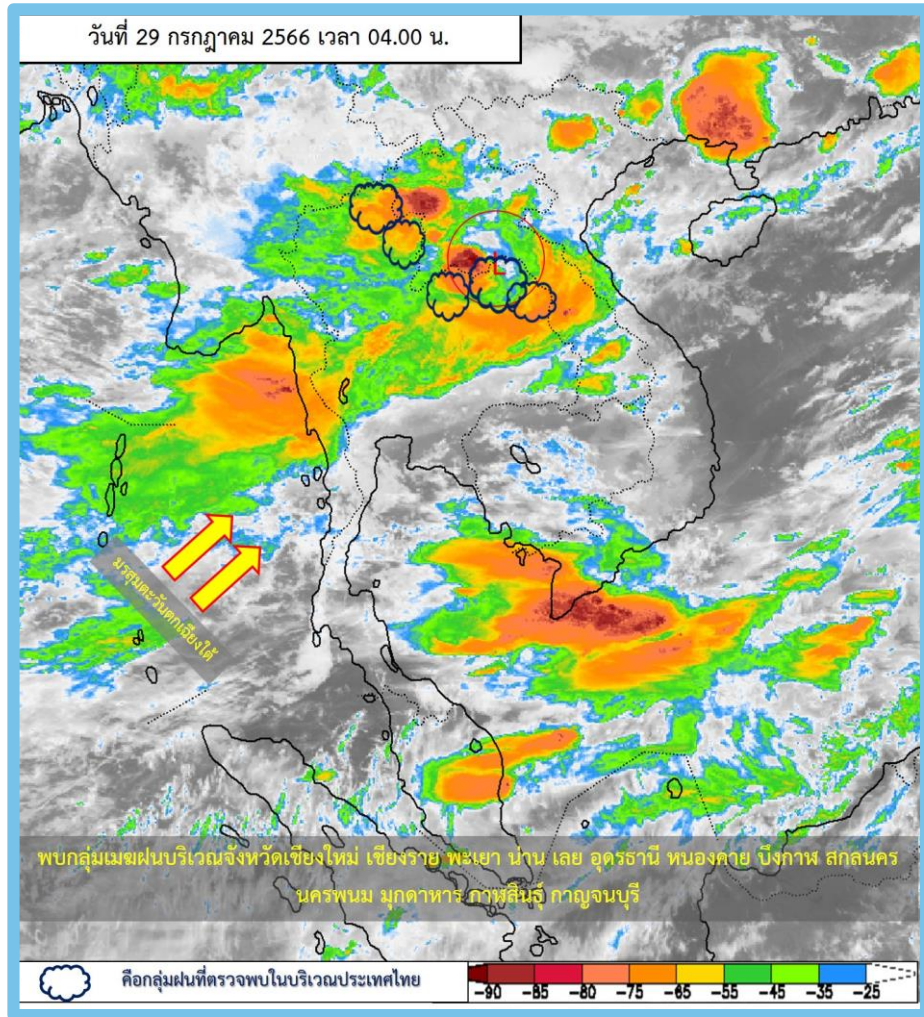 วันที่ 29 กรกฎาคม 2566 เวลา 04.00 น.
L
มรสุมตะวันตกเฉียงใต้
พบกลุ่มเมฆฝนบริเวณจังหวัดเชียงใหม่ เชียงราย พะเยา น่าน เลย อุดรธานี หนองคาย บึงกาฬ สกลนคร
นครพนม มุกดาหาร กาฬสินธุ์ กาญจนบุรี
คือกลุ่มฝนที่ตรวจพบในบริเวณประเทศไทย
-90 -85 -80 -75 -65 -55 -45 -35 -25